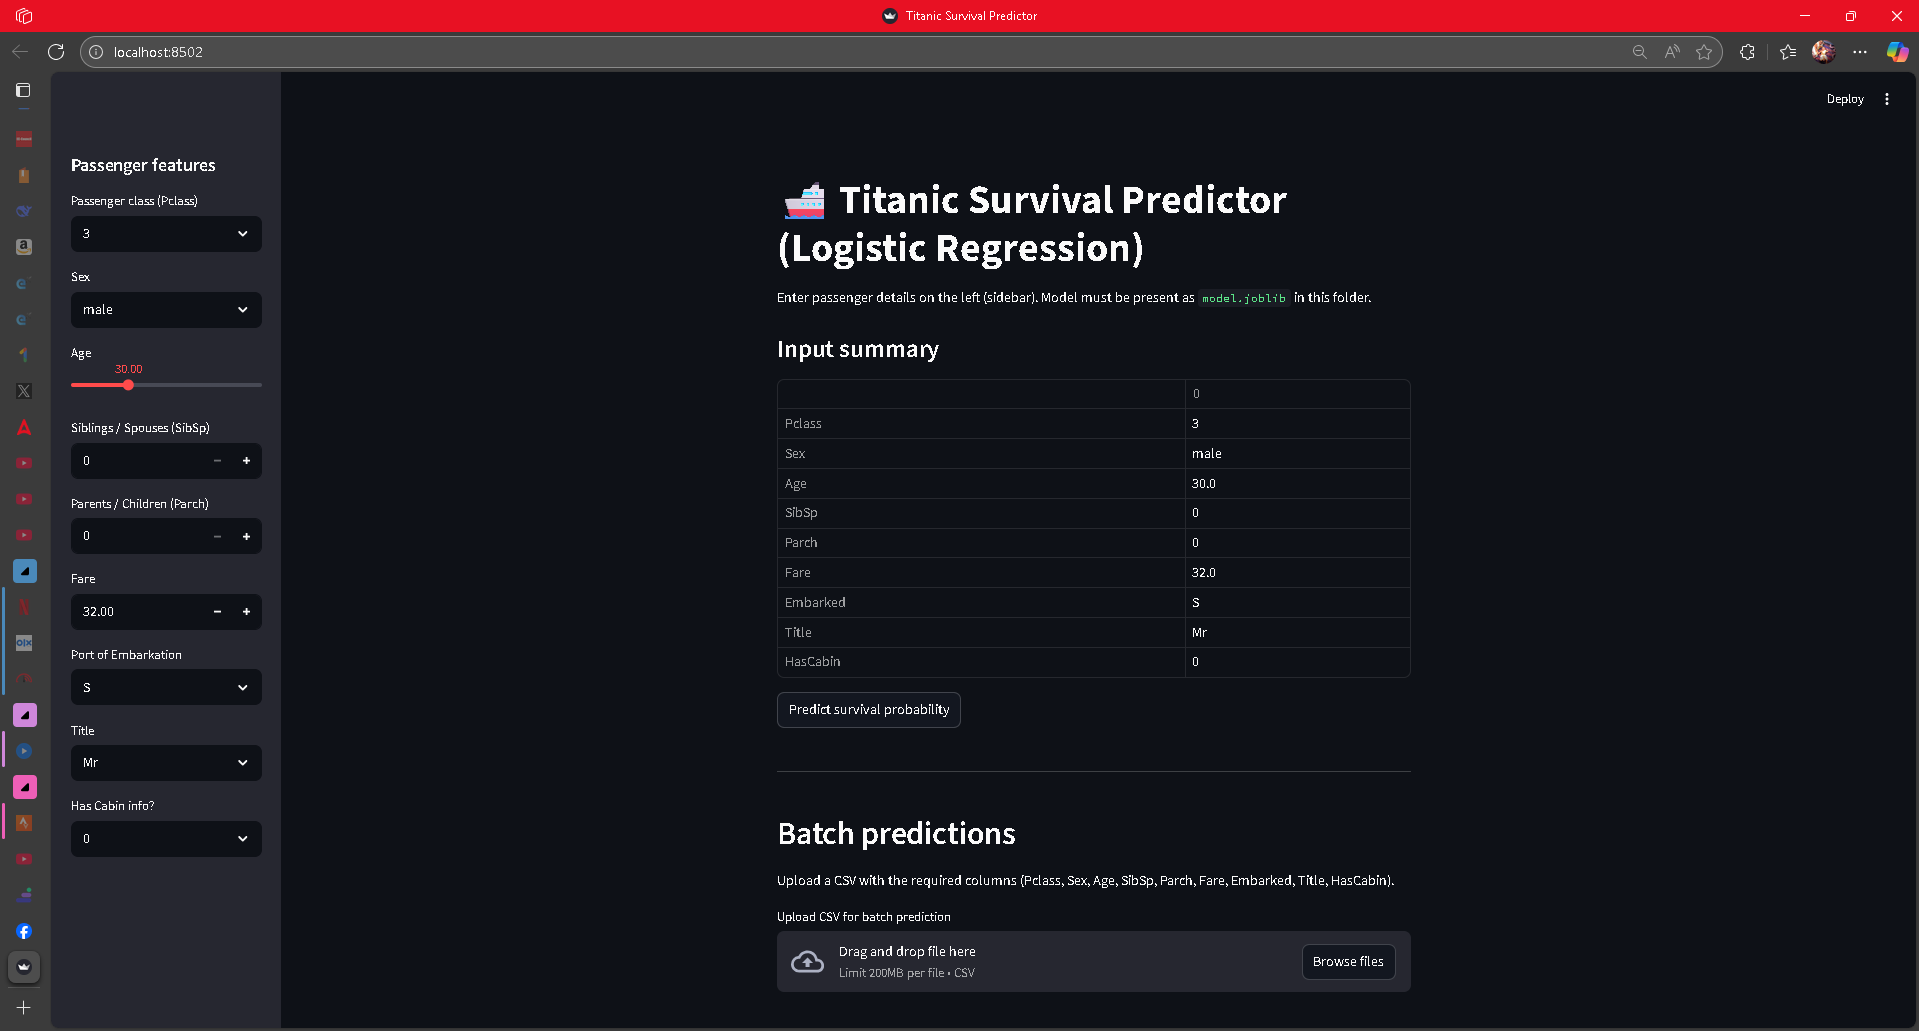 Titanic Survival Predictor
localhost:8502
Deploy
Passenger features
Passenger class (Pclass)
3
Sex
male
Age
30.00
Siblings / Spouses (SibSp)
0
Parents / Children (Parch)
0
Fare
32.00
Port of Embarkation
S
Title
Mr
Has Cabin info?
0
Titanic Survival Predictor
(Logistic Regression)
Enter passenger details on the left (sidebar). Model must be present as model.joblib in this folder.
Input summary
0
Pclass 3
Sex male
Age 30.0
SibSp 0
Parch 0
Fare 32.0
Embarked S
Title Mr
HasCabin 0
Predict survival probability
Batch predictions
Upload a CSV with the required columns (Pclass, Sex, Age, SibSp, Parch, Fare, Embarked, Title, HasCabin).
Upload CSV for batch prediction
Drag and drop file here
Limit 200MB per file • CSV
Browse files